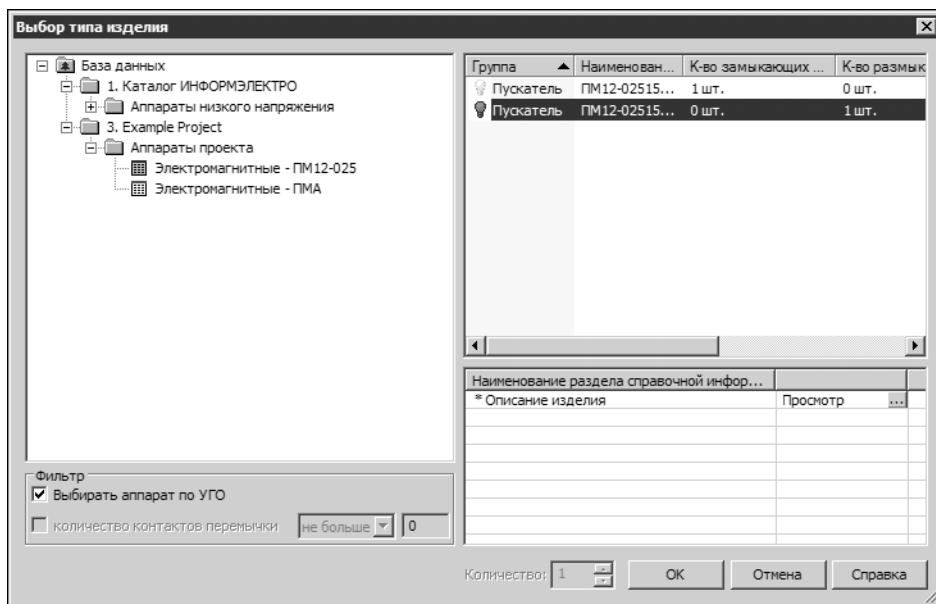 Выбор типа изделия
База данных
1. Каталог ИНФОРМЭЛЕКТРО
Аппараты низкого напряжения
3. Example Project
Аппараты проекта
Электромагнитные - ПМ12-025
Электромагнитные - ПМА
Фильтр
Выбирать аппарат по УГО
количество контактов перемычки не больше 0
Группа Наименован... К-во замыкающих ... К-во размык
Пускатель ПМ12-02515... 1 шт. 0 шт.
Пускатель ПМ12-02515... 0 шт. 1 шт.
Наименование раздела справочной инфор...
* Описание изделия Просмотр ...
Количество: 1 OK Отмена Справка